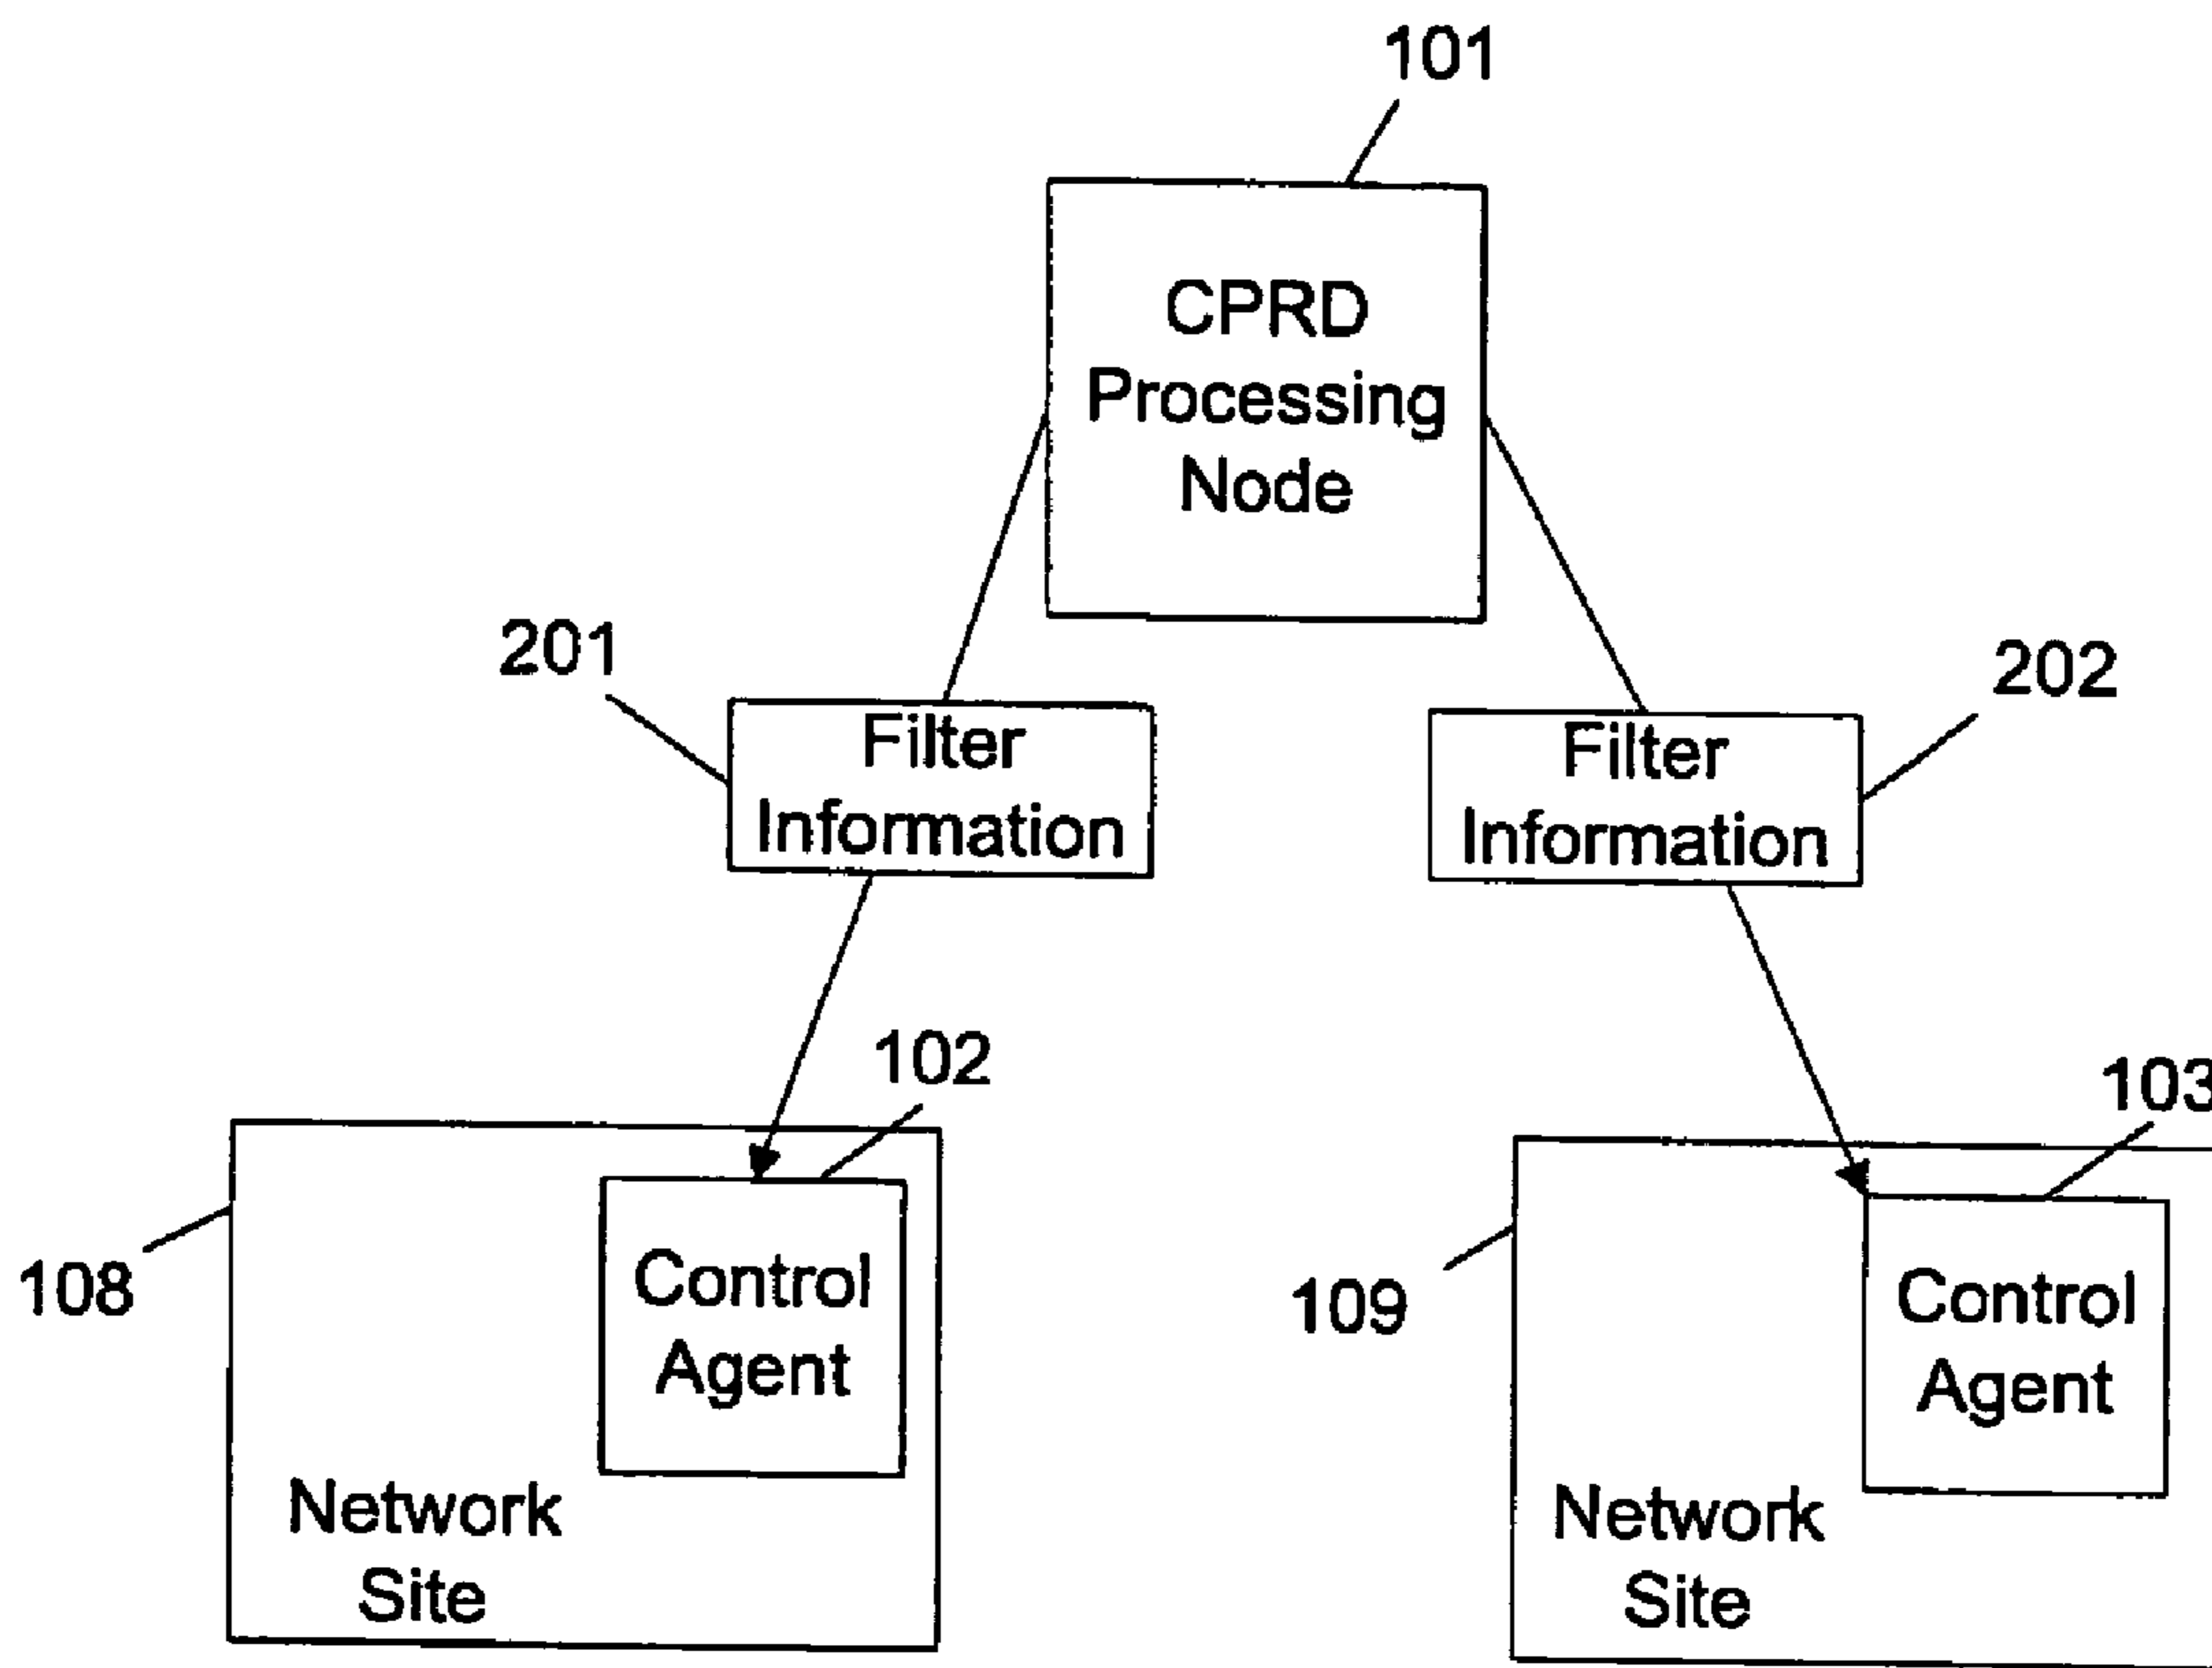 101
CPRD
Processing
Node
201
202
Filter
Information
Filter
Information
102
103
108
109
Control
Agent
Control
Agent
Network
Site
Network
Site